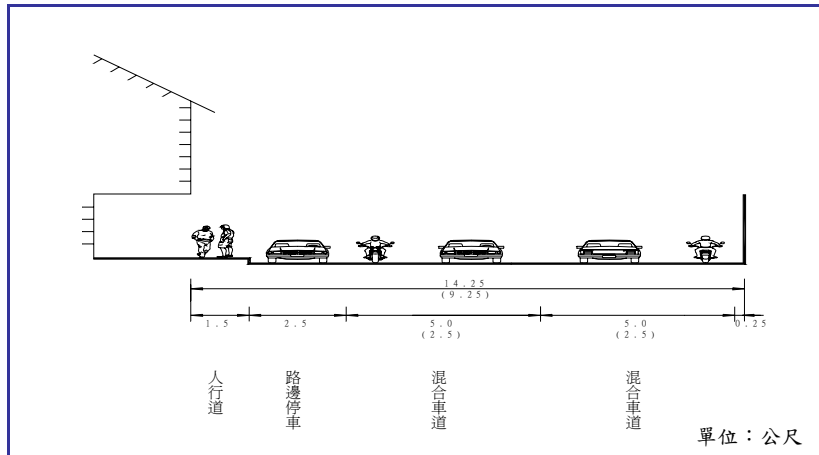 14.25
(9.25)
1.5
2.5
5.0
(2.5)
5.0
(2.5)
0.25
人行道
路邊停車
混合車道
混合車道
單位：公尺